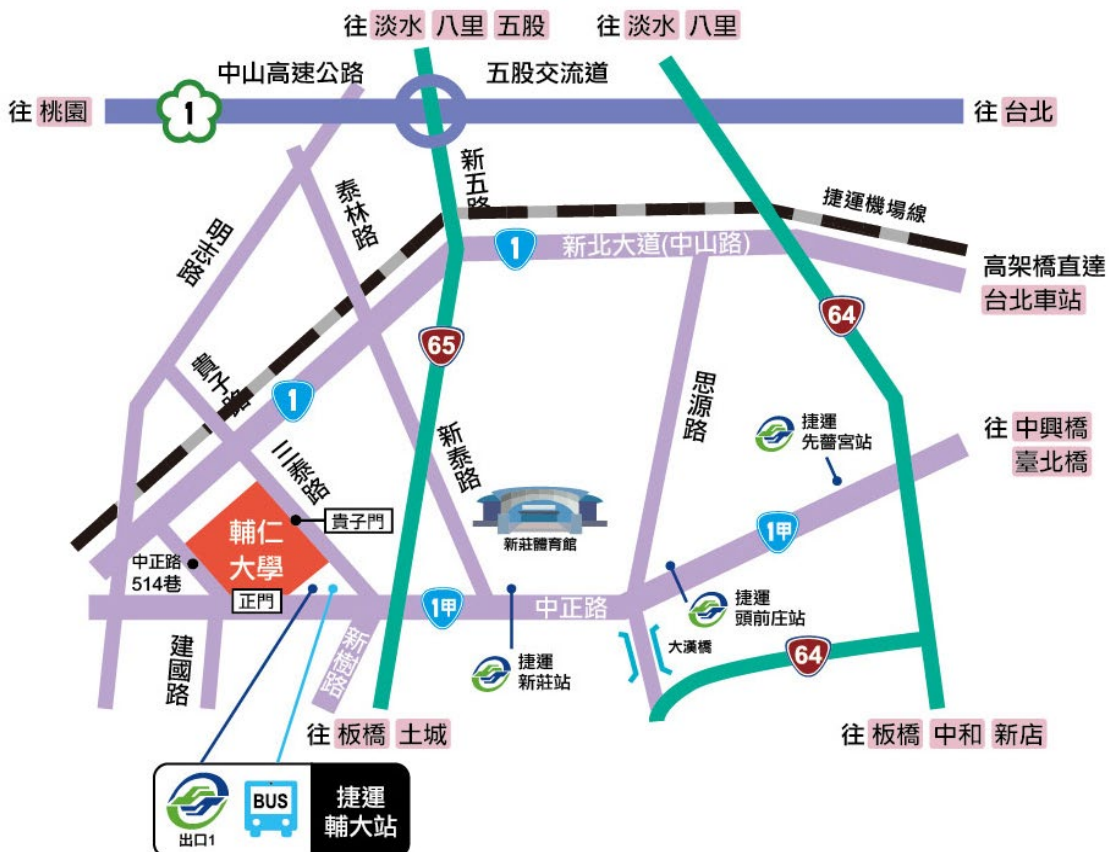 往 淡水 八里 五股
往 淡水 八里
中山高速公路
五股交流道
往 桃園
1
往 台北
新五路
泰林路
明志路
捷運機場線
1
新北大道(中山路)
高架橋直達
台北車站
65
64
貴子路
1
思源路
捷運
先嗇宮站
往 中興橋
臺北橋
新泰路
三泰路
新莊體育館
1甲
貴子門
輔仁
大學
中正路
514巷
正門
1甲
中正路
捷運
頭前庄站
大漢橋
64
建國路
新樹路
捷運
新莊站
往 板橋 土城
往 板橋 中和 新店
BUS
出口1
捷運
輔大站